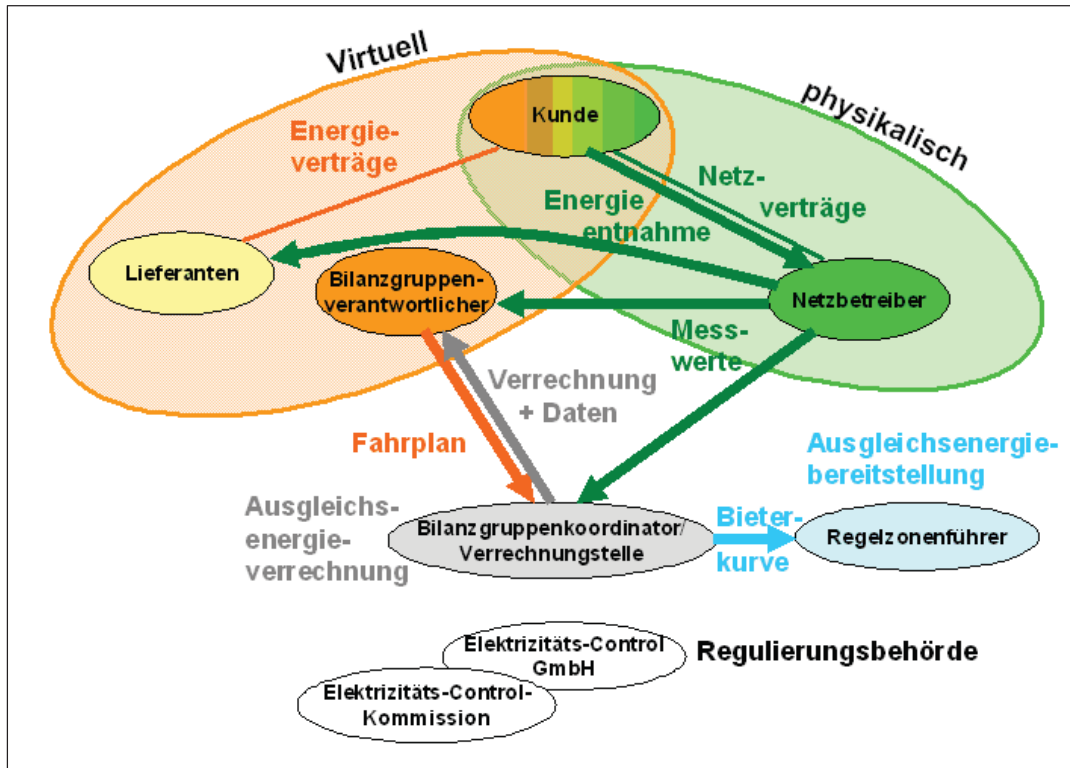 Virtuell
physikalisch
Kunde
Energie-
verträge
Netz-
verträge
Energie
entnahme
Lieferanten
Bilanzgruppen-
verantwortlicher
Netzbetreiber
Mess-
werte
Verrechnung
+ Daten
Fahrplan
Ausgleichsenergie-
bereitstellung
Ausgleichs-
energie-
verrechnung
Bilanzgruppenkoordinator/
Verrechnungstelle
Bieter-
kurve
Regelzonenführer
Elektrizitäts-Control
GmbH
Regulierungsbehörde
Elektrizitäts-Control-
Kommission